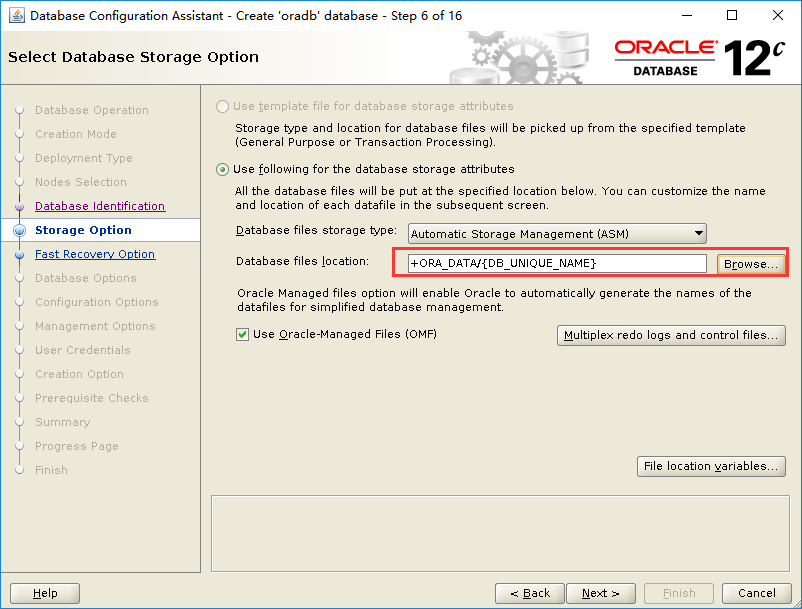 Database Configuration Assistant - Create 'oradb' database - Step 6 of 16
Select Database Storage Option
ORACLE
DATABASE
12c
Database Operation
Creation Mode
Deployment Type
Nodes Selection
Database Identification
Storage Option
Fast Recovery Option
Database Options
Configuration Options
Management Options
User Credentials
Creation Option
Prerequisite Checks
Summary
Progress Page
Finish
Use template file for database storage attributes
Storage type and location for database files will be picked up from the specified template
(General Purpose or Transaction Processing).
Use following for the database storage attributes
All the database files will be put at the specified location below. You can customize the name
and location of each datafile in the subsequent screen.
Database files storage type:
Automatic Storage Management (ASM)
Database files location:
+ORA_DATA/{DB_UNIQUE_NAME}
Browse...
Oracle Managed files option will enable Oracle to automatically generate the names of the
datafiles for simplified database management.
Use Oracle-Managed Files (OMF)
Multiplex redo logs and control files...
File location variables...
Help
< Back
Next >
Finish
Cancel